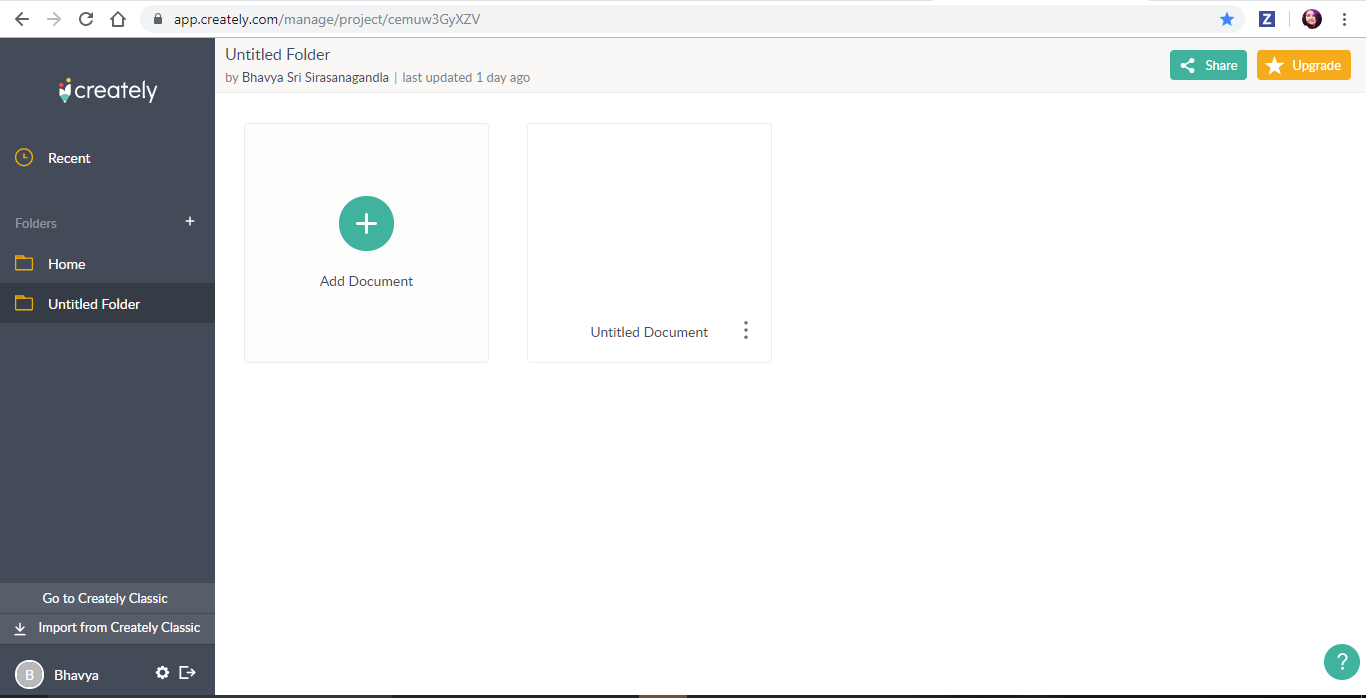 app.creately.com/manage/project/cemuw3GyXZV
Z
creately
Recent
Folders
+
Home
Untitled Folder
Go to Creately Classic
Import from Creately Classic
B
Bhavya
Untitled Folder
by Bhavya Sri Sirasanagandla | last updated 1 day ago
Share
Upgrade
Add Document
Untitled Document
?